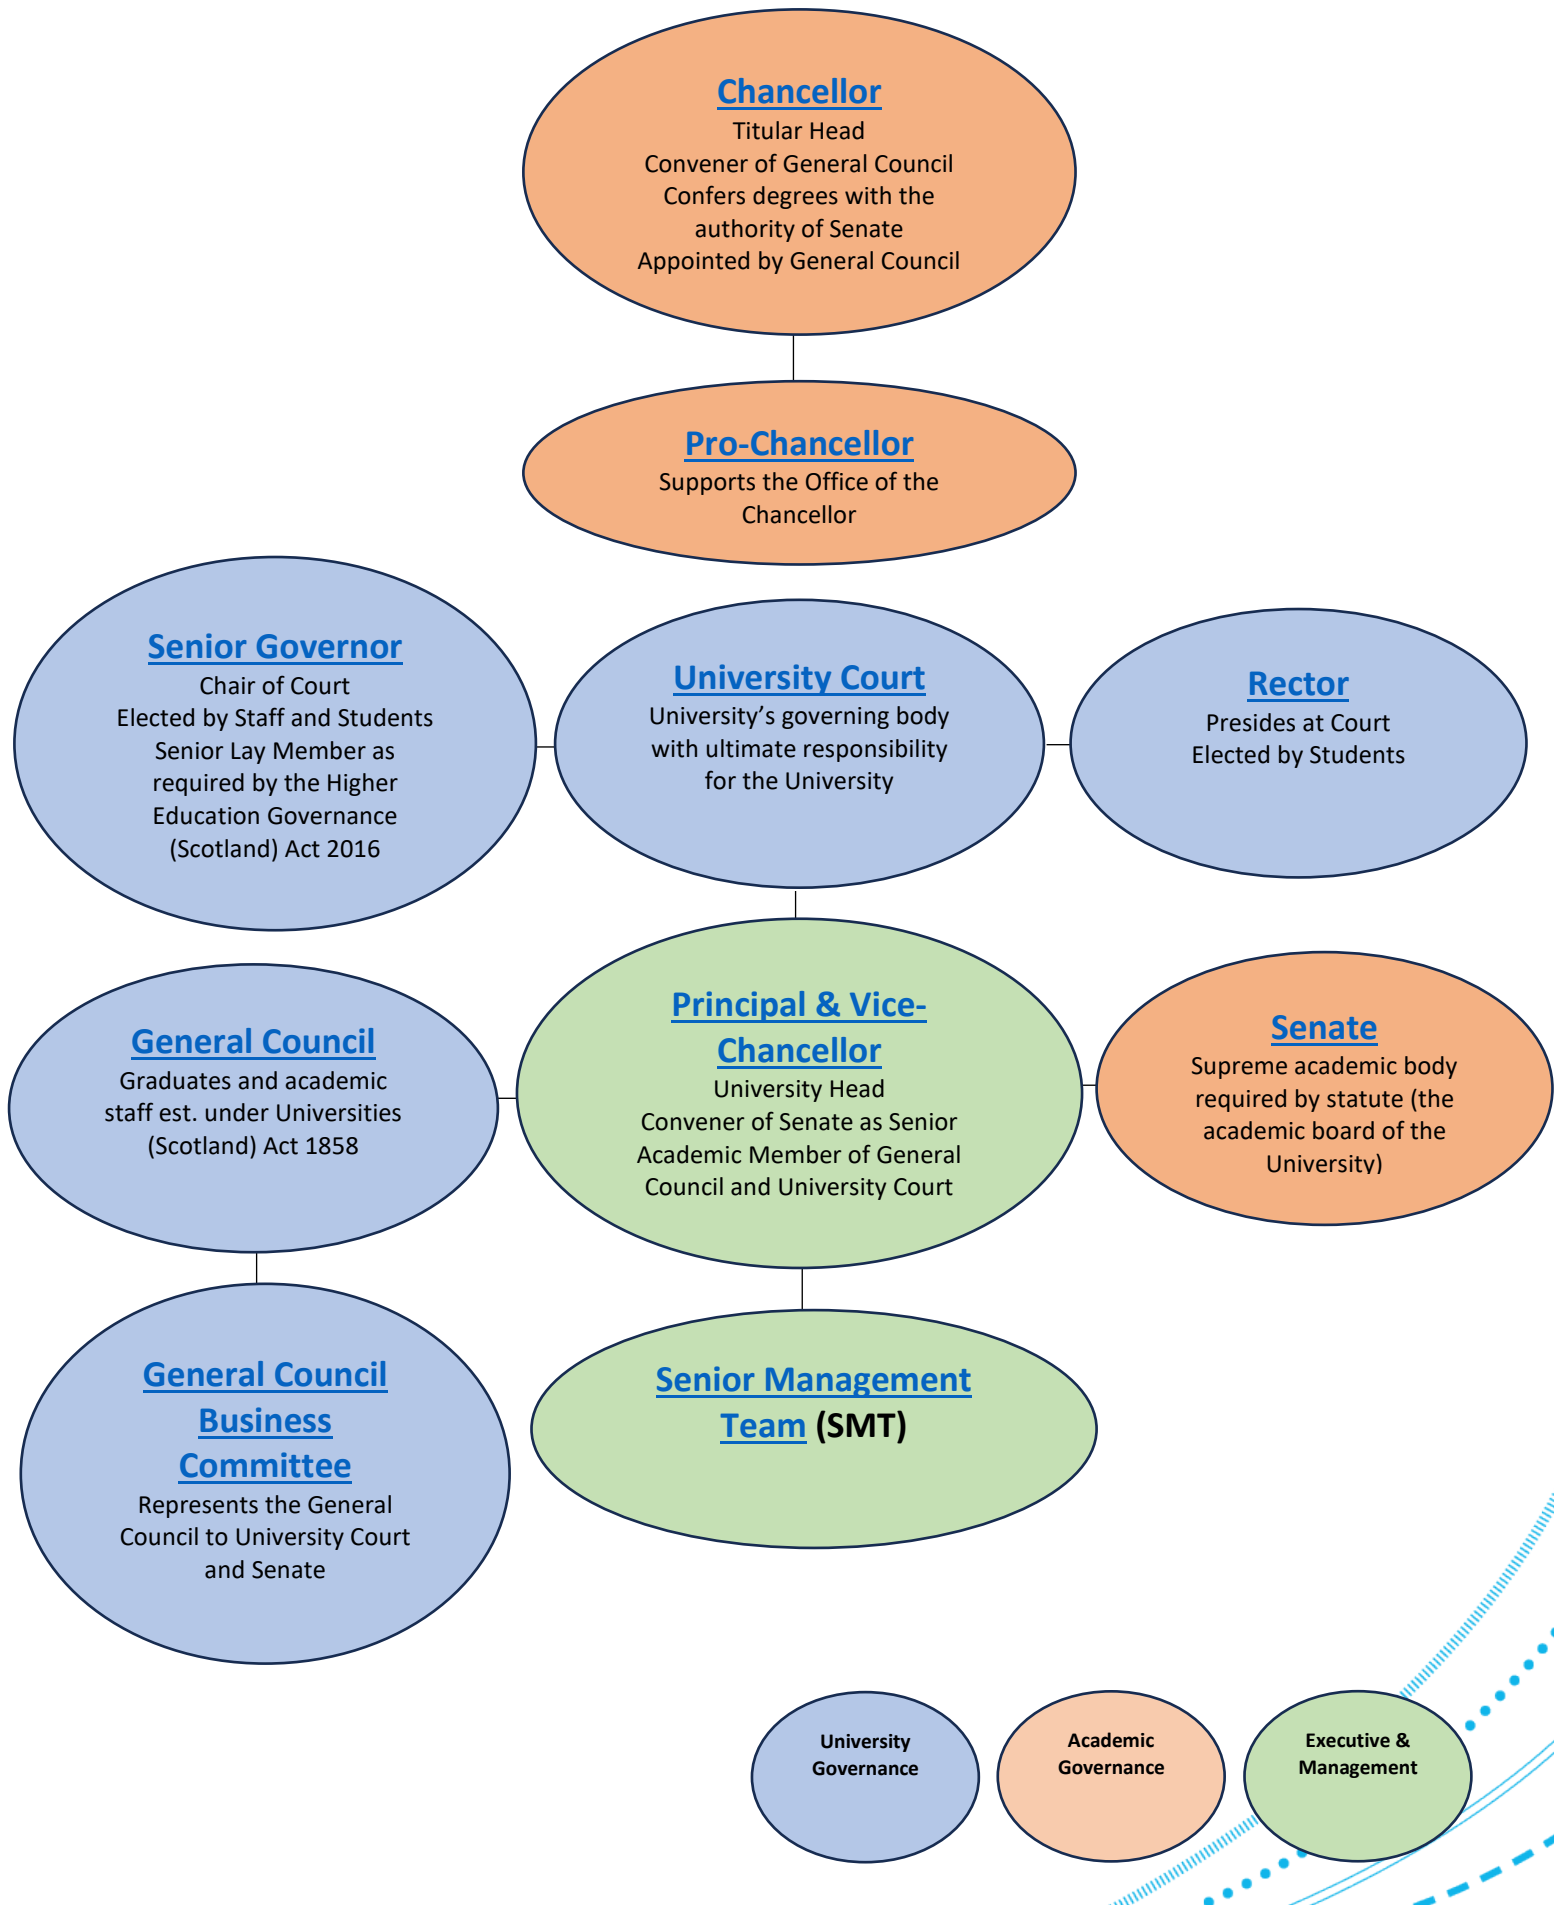 Chancellor
Titular Head
Convener of General Council
Confers degrees with the
authority of Senate
Appointed by General Council
Pro-Chancellor
Supports the Office of the
Chancellor
Senior Governor
Chair of Court
Elected by Staff and Students
Senior Lay Member as
required by the Higher
Education Governance
(Scotland) Act 2016
University Court
University’s governing body
with ultimate responsibility
for the University
Rector
Presides at Court
Elected by Students
General Council
Graduates and academic
staff est. under Universities
(Scotland) Act 1858
Principal & Vice-
Chancellor
University Head
Convener of Senate as Senior
Academic Member of General
Council and University Court
Senate
Supreme academic body
required by statute (the
academic board of the
University)
General Council
Business
Committee
Represents the General
Council to University Court
and Senate
Senior Management
Team (SMT)
University
Governance
Academic
Governance
Executive &
Management